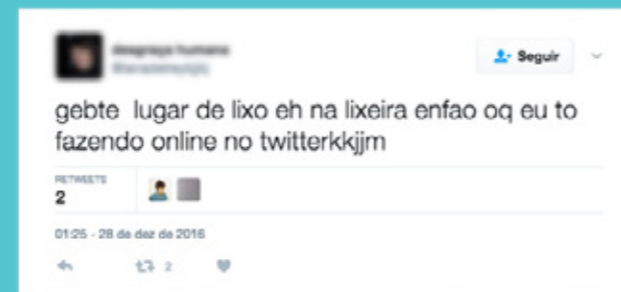 Seguir
gebte lugar de lixo eh na lixeira enfao oq eu to
fazendo online no twitterkkjjm
RETWEETS
2
01:25 - 28 de dez de 2016
2